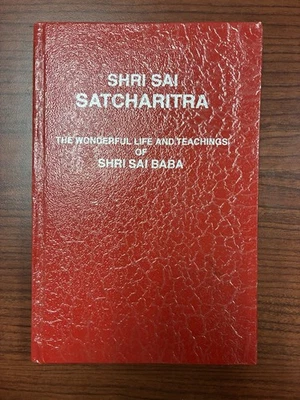 SHRI SAI
SATCHARITRA
THE WONDERFUL LIFE AND TEACHINGS
OF
SHRI SAI BABA